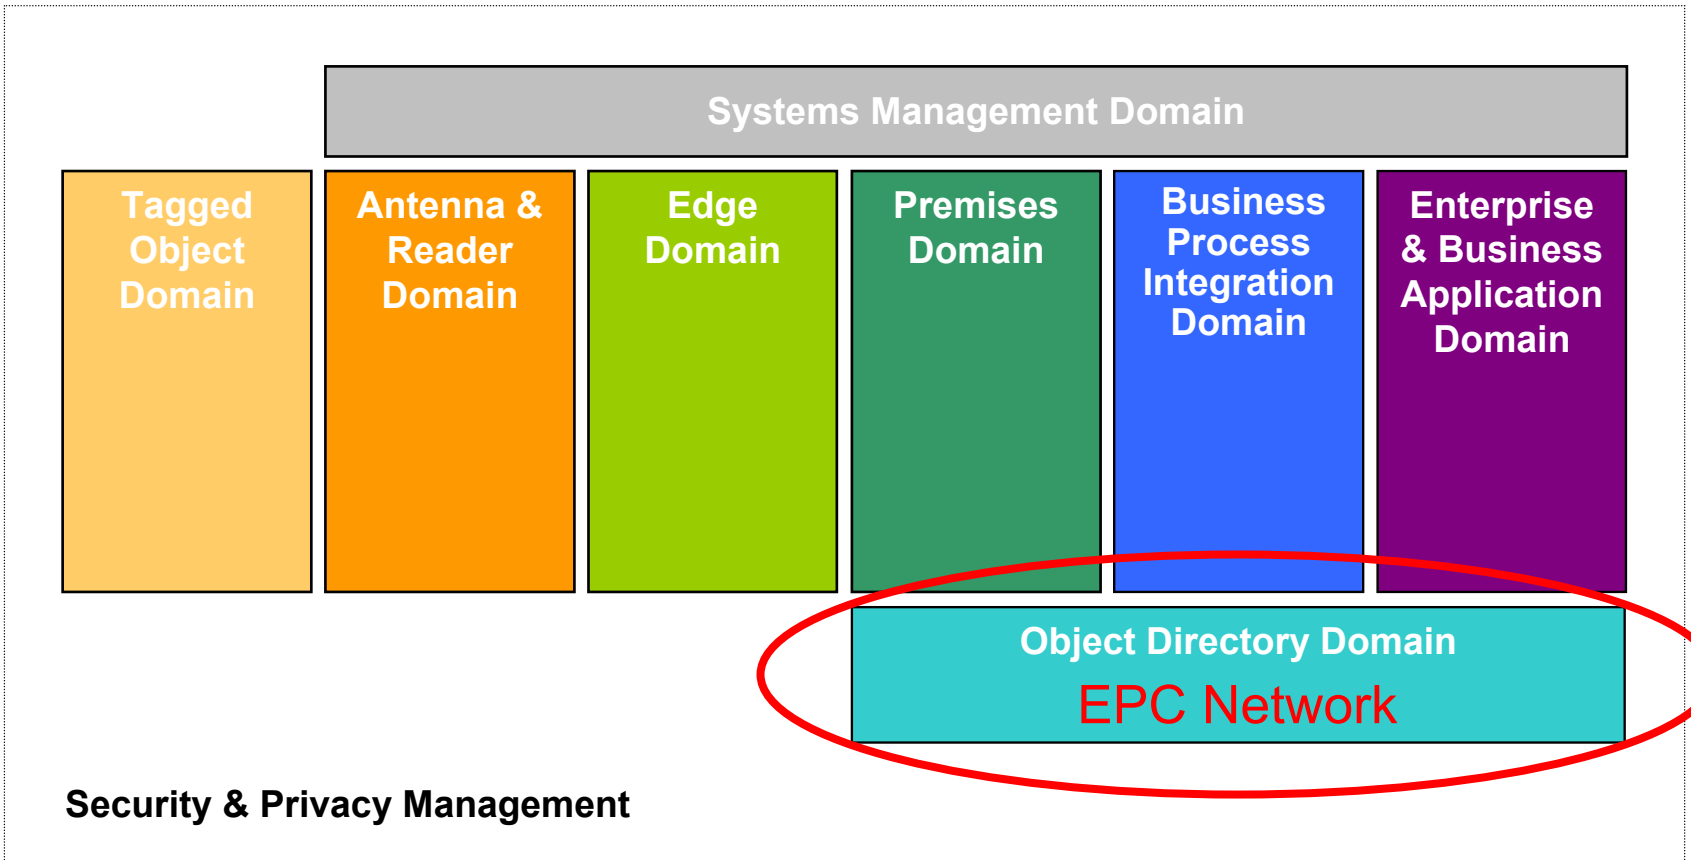 Systems Management Domain
Tagged
Object
Domain
Antenna &
Reader
Domain
Edge
Domain
Premises
Domain
Business
Process
Integration
Domain
Enterprise
& Business
Application
Domain
Object Directory Domain
EPC Network
Security & Privacy Management